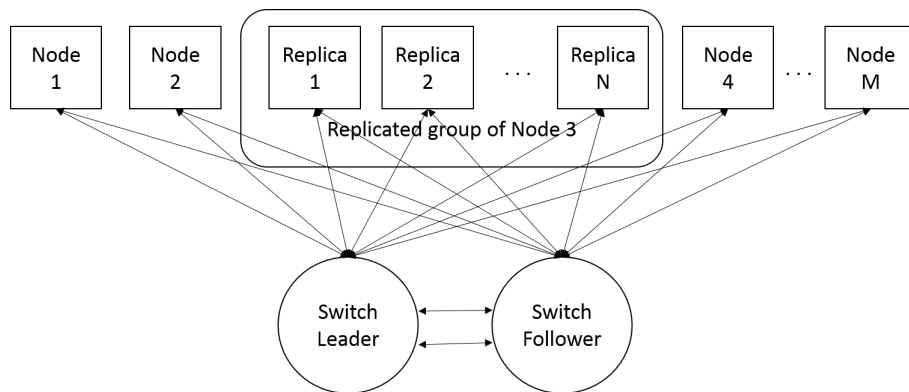 Node
1
Node
2
Replica
1
Replica
2
. . .
Replica
N
Node
4
. . .
Node
M
Replicated group of Node 3
Switch
Leader
Switch
Follower